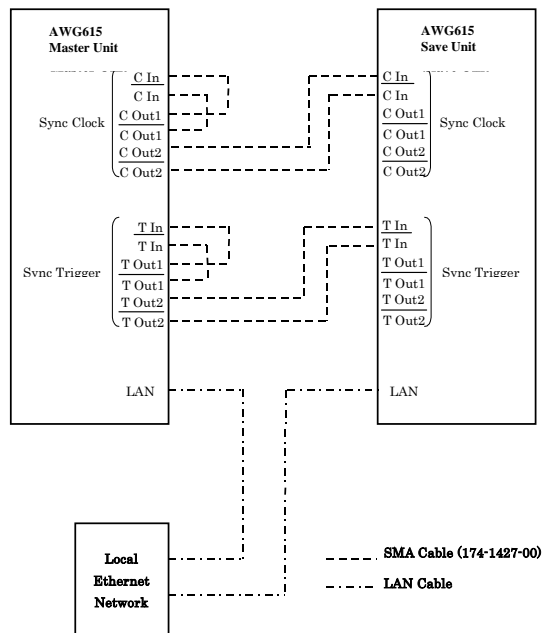 AWG615
Master Unit
C In
C In
C Out1
C Out1
C Out2
C Out2
Sync Clock
T In
T In
T Out1
T Out1
T Out2
T Out2
Sync Trigger
LAN
AWG615
Save Unit
C In
C In
C Out1
C Out1
C Out2
C Out2
Sync Clock
T In
T In
T Out1
T Out1
T Out2
T Out2
Sync Trigger
LAN
Local
Ethernet
Network
SMA Cable (174-1427-00)
LAN Cable